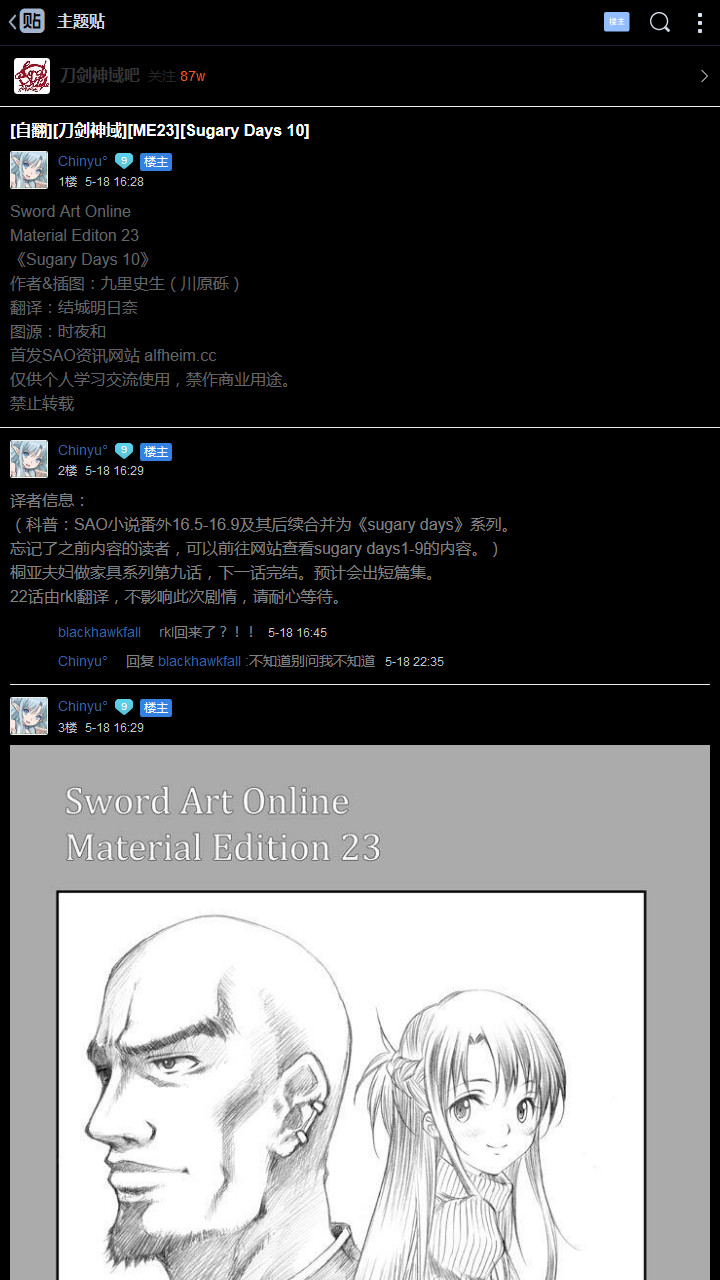 贴 主题贴 楼主
刀剑神域吧 关注:87w
[自翻][刀剑神域][ME23][Sugary Days 10]
Chinyu° 9 楼主
1楼 5-18 16:28
Sword Art Online
Material Editon 23
《Sugary Days 10》
作者&插图：九里史生（川原砾）
翻译：结城明日奈
图源：时夜和
首发SAO资讯网站 alfheim.cc
仅供个人学习交流使用，禁作商业用途。
禁止转载
Chinyu° 9 楼主
2楼 5-18 16:29
译者信息：
（科普：SAO小说番外16.5-16.9及其后续合并为《sugary days》系列。
忘记了之前内容的读者，可以前往网站查看sugary days1-9的内容。）
桐亚夫妇做家具系列第九话，下一话完结。预计会出短篇集。
22话由rkl翻译，不影响此次剧情，请耐心等待。
blackhawkfall rkl回来了？！！ 5-18 16:45
Chinyu° 回复 blackhawkfall :不知道别问我不知道 5-18 22:35
Chinyu° 9 楼主
3楼 5-18 16:29
Sword Art Online
Material Edition 23